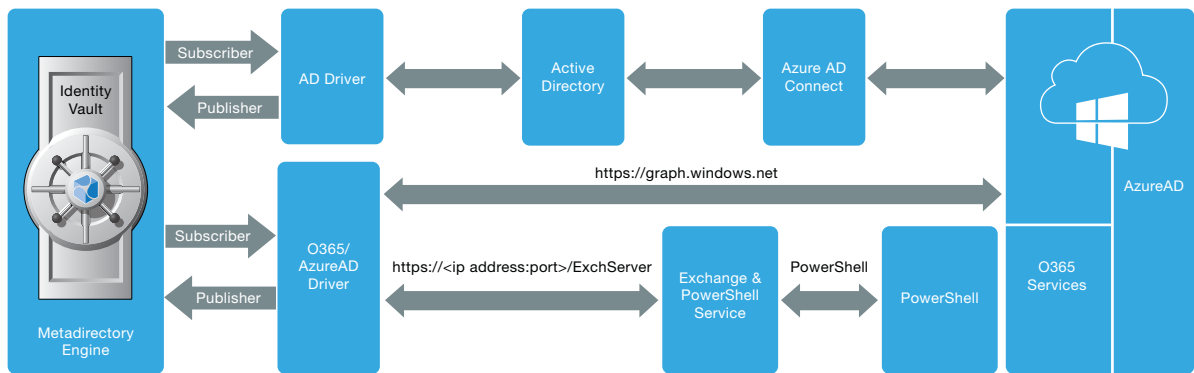 Identity
Vault
Metadirectory
Engine
Subscriber
Publisher
AD Driver
Active
Directory
Azure AD
Connect
Subscriber
Publisher
O365/
AzureAD
Driver
https://graph.windows.net
https://<ip address:port>/ExchServer
Exchange &
PowerShell
Service
PowerShell
PowerShell
O365
Services
AzureAD